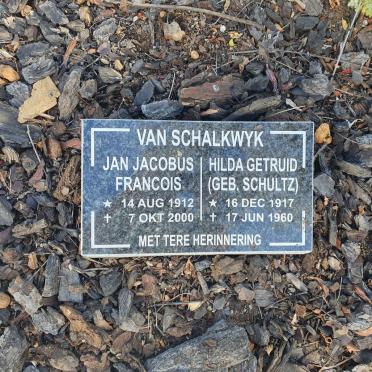 VAN SCHALKWYK
JAN JACOBUS
FRANCOIS
★ 14 AUG 1912
✝ 7 OKT 2000
HILDA GETRUID
(GEB. SCHULTZ)
★ 16 DEC 1917
✝ 17 JUN 1960
MET TERE HERINNERING